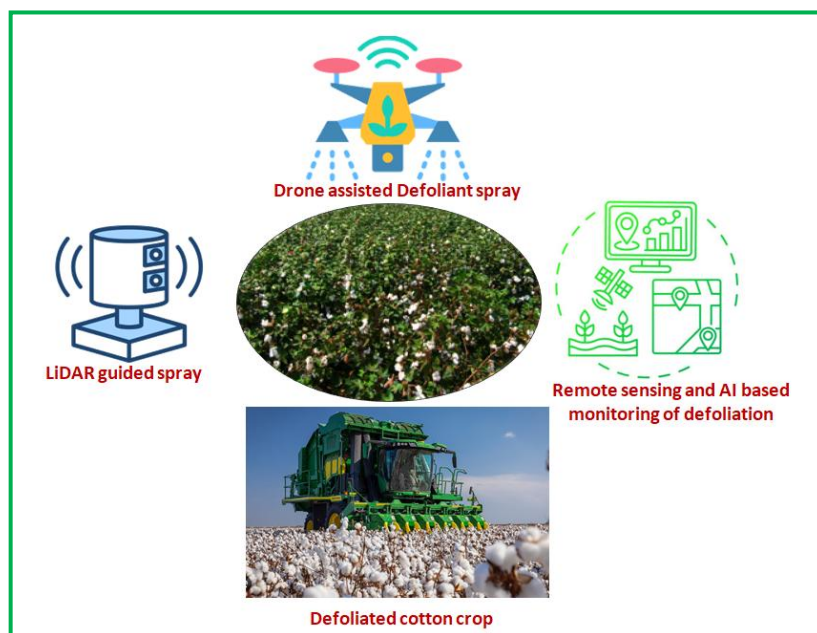 Drone assisted Defoliant spray
LiDAR guided spray
Remote sensing and AI based
monitoring of defoliation
Defoliated cotton crop